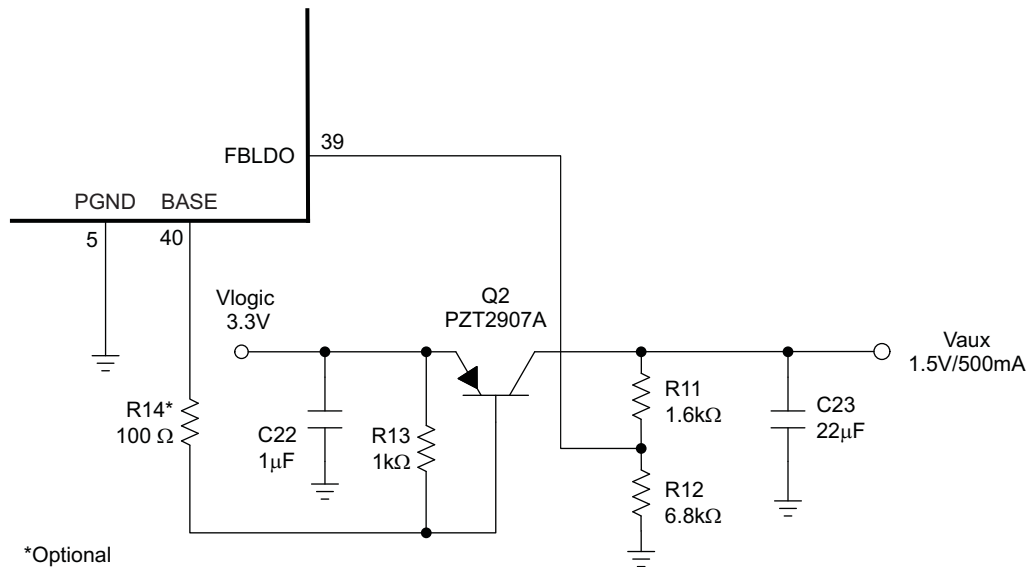 39
FBLDO
PGND BASE
5
40
Vlogic
3.3V
Q2
PZT2907A
Vaux
1.5V/500mA
R14*
100 Ω
C22
1μF
R13
1kΩ
R11
1.6kΩ
C23
22μF
R12
6.8kΩ
*Optional